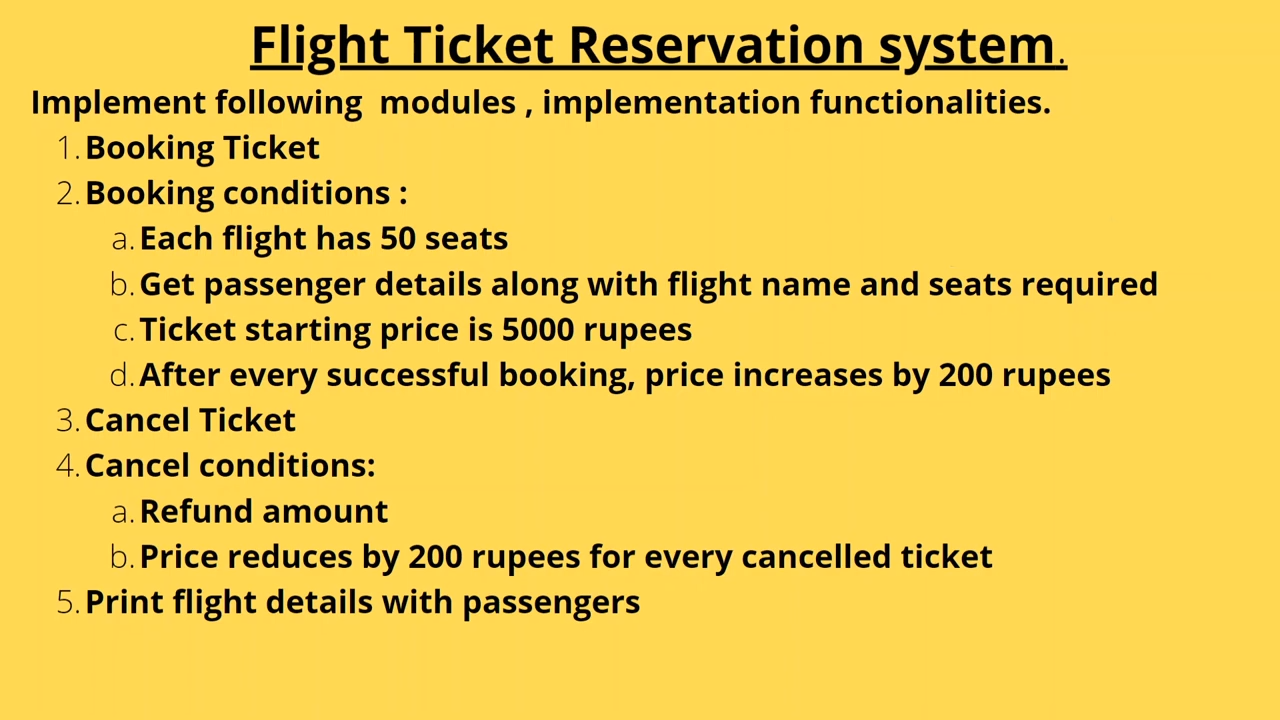 Flight Ticket Reservation system.
Implement following  modules , implementation functionalities.
1. Booking Ticket
2. Booking conditions :
a. Each flight has 50 seats
b. Get passenger details along with flight name and seats required
c. Ticket starting price is 5000 rupees
d. After every successful booking, price increases by 200 rupees
3. Cancel Ticket
4. Cancel conditions:
a. Refund amount
b. Price reduces by 200 rupees for every cancelled ticket
5. Print flight details with passengers